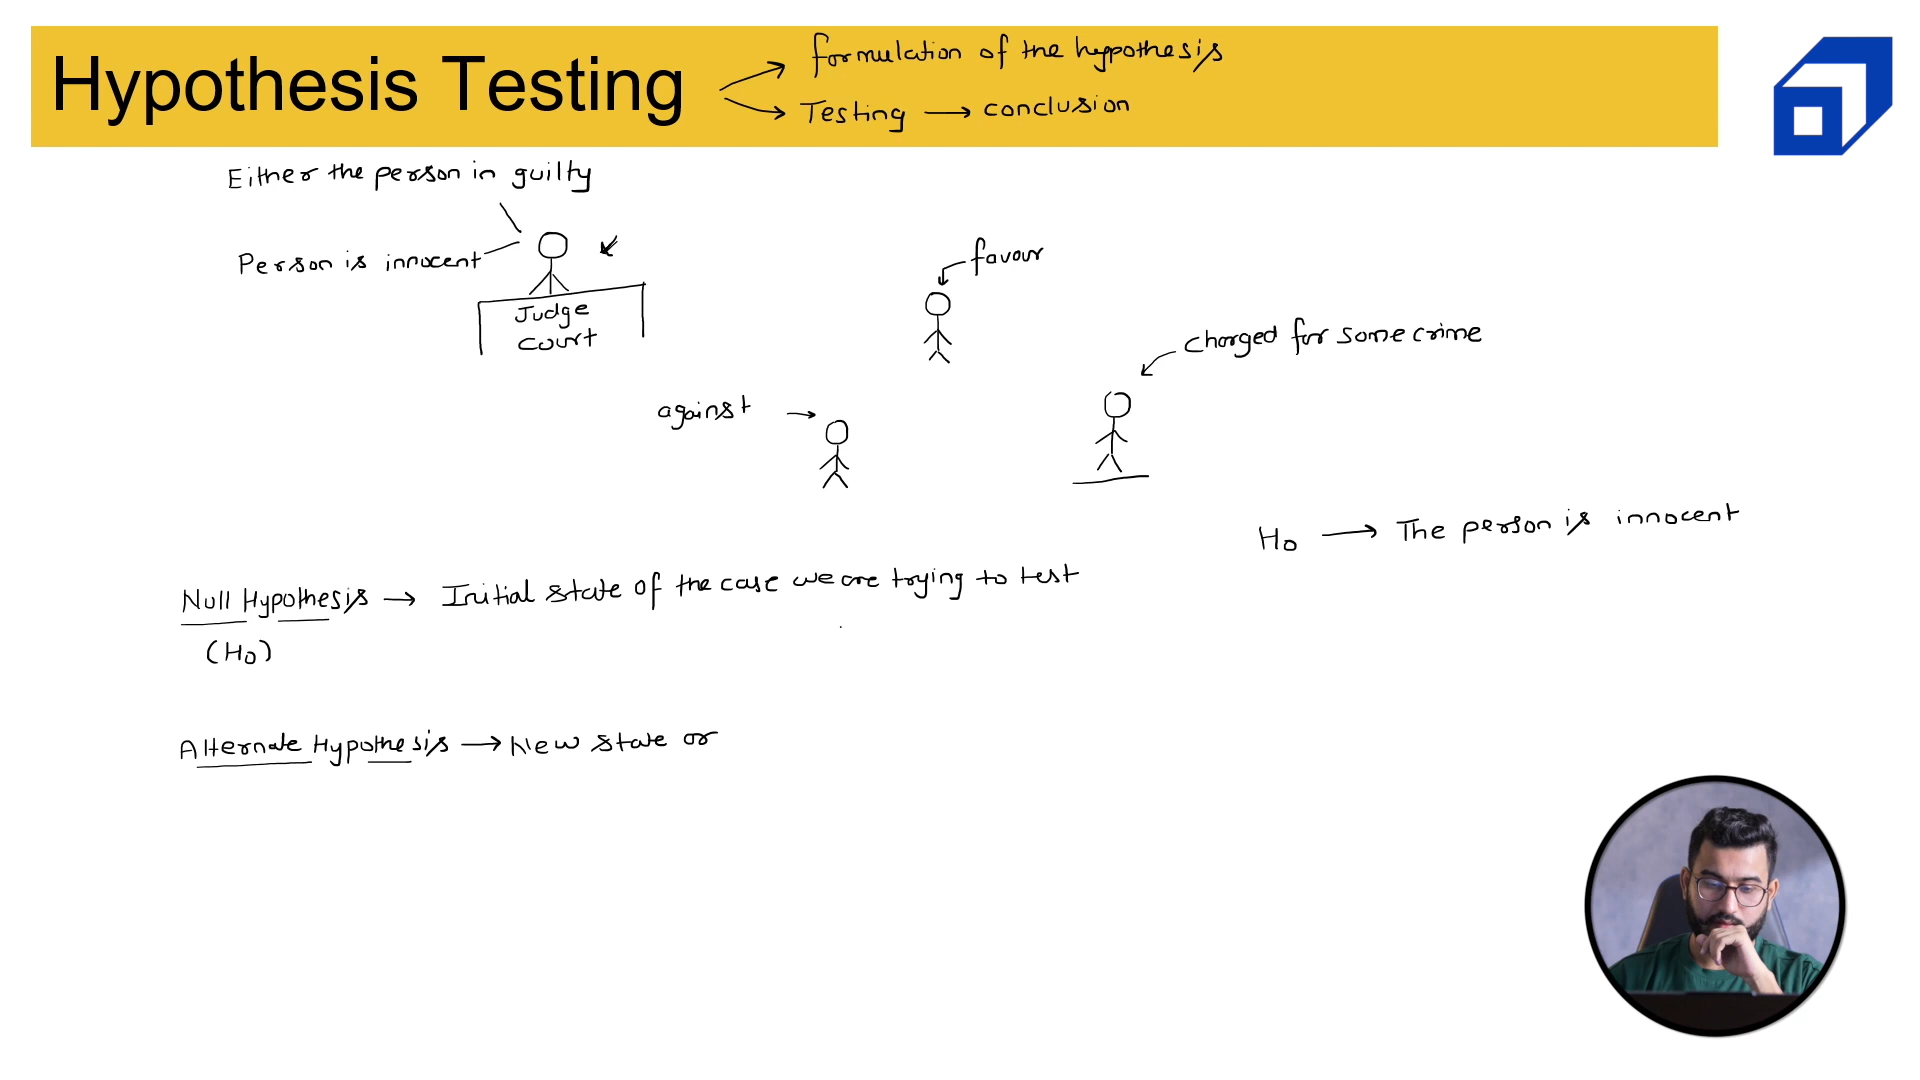 Hypothesis Testing
formulation of the hypothesis
Testing → conclusion
Either the person in guilty
Person is innocent
Judge
court
favour
charged for some crime
against
H0 → The person is innocent
Null Hypothesis → Initial state of the case we are trying to test
(H0)
Alternate Hypothesis → New state or